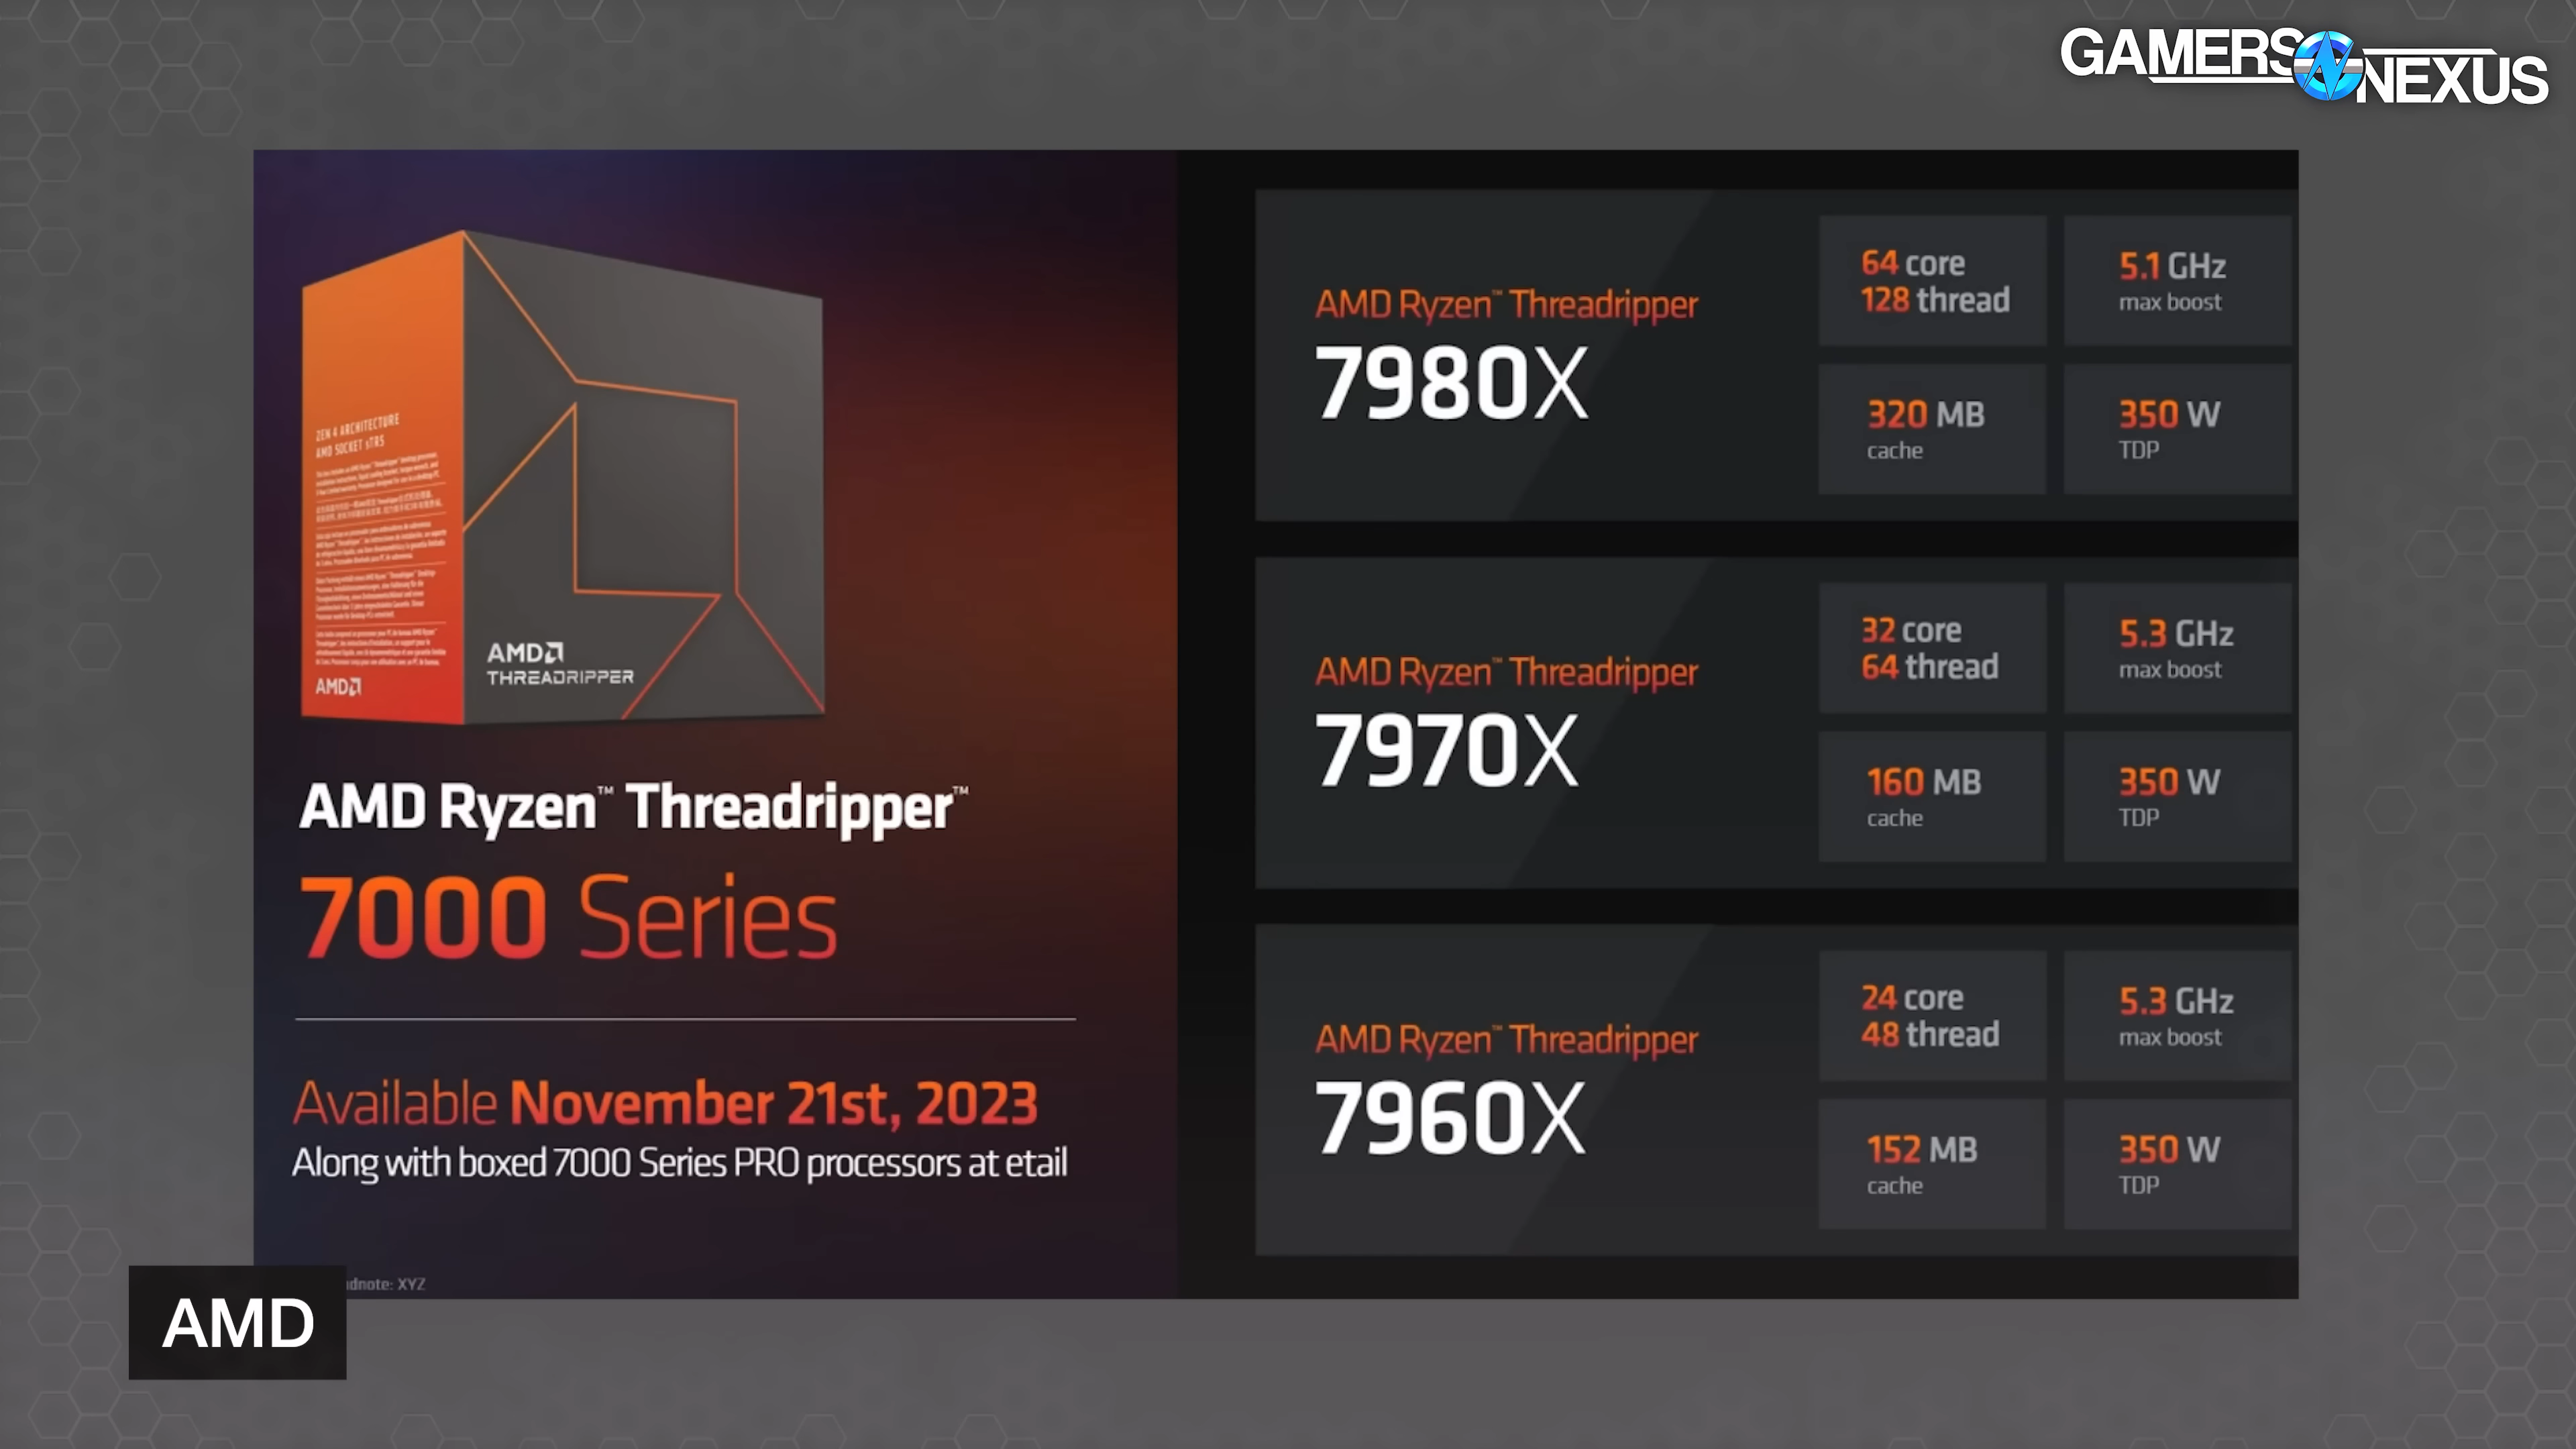 GAMERS NEXUS
ZEN 4 ARCHITECTURE
AMD SOCKET sTR5
AMD
AMD
THREADRIPPER
AMD Ryzen™ Threadripper™
7000 Series
Available November 21st, 2023
Along with boxed 7000 Series PRO processors at etail
dnote: XYZ
AMD
AMD Ryzen™ Threadripper
7980X
64 core
128 thread
5.1 GHz
max boost
320 MB
cache
350 W
TDP
AMD Ryzen™ Threadripper
7970X
32 core
64 thread
5.3 GHz
max boost
160 MB
cache
350 W
TDP
AMD Ryzen™ Threadripper
7960X
24 core
48 thread
5.3 GHz
max boost
152 MB
cache
350 W
TDP